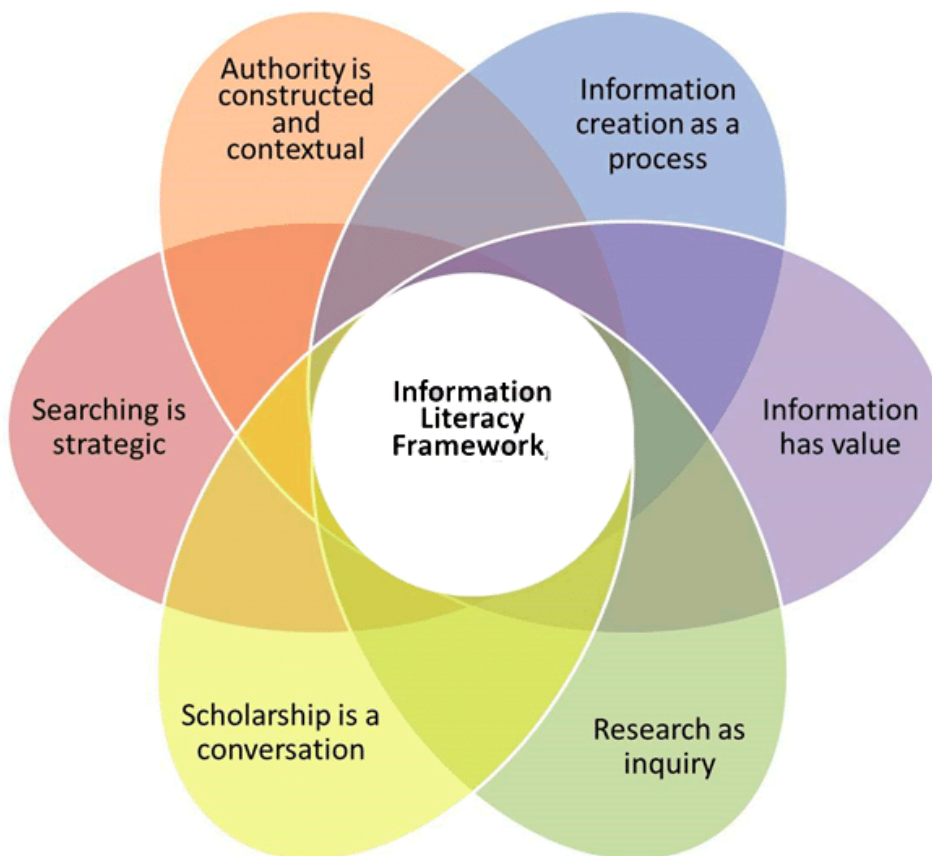 Authority is
constructed
and
contextual
Information
creation as a
process
Searching is
strategic
Information
Literacy
Framework,
Information
has value
Scholarship is a
conversation
Research as
inquiry